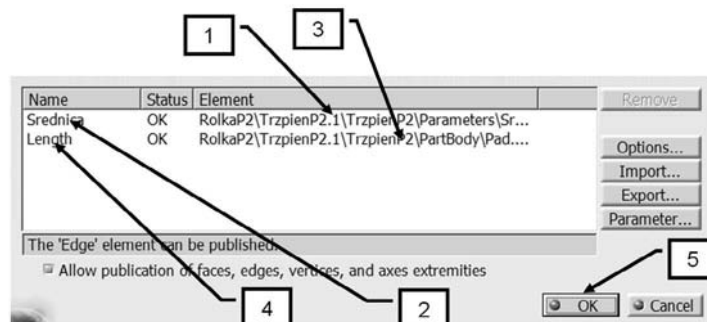 1
3
Name Status Element
Remove
Srednica OK RolkaP2\TrzpienP2.1\TrzpienP2\Parameters\Sr...
Length OK RolkaP2\TrzpienP2.1\TrzpienP2\PartBody\Pad....
Options...
Import...
Export...
Parameter...
The 'Edge' element can be published.
5
Allow publication of faces, edges, vertices, and axes extremities
4
2
OK
Cancel